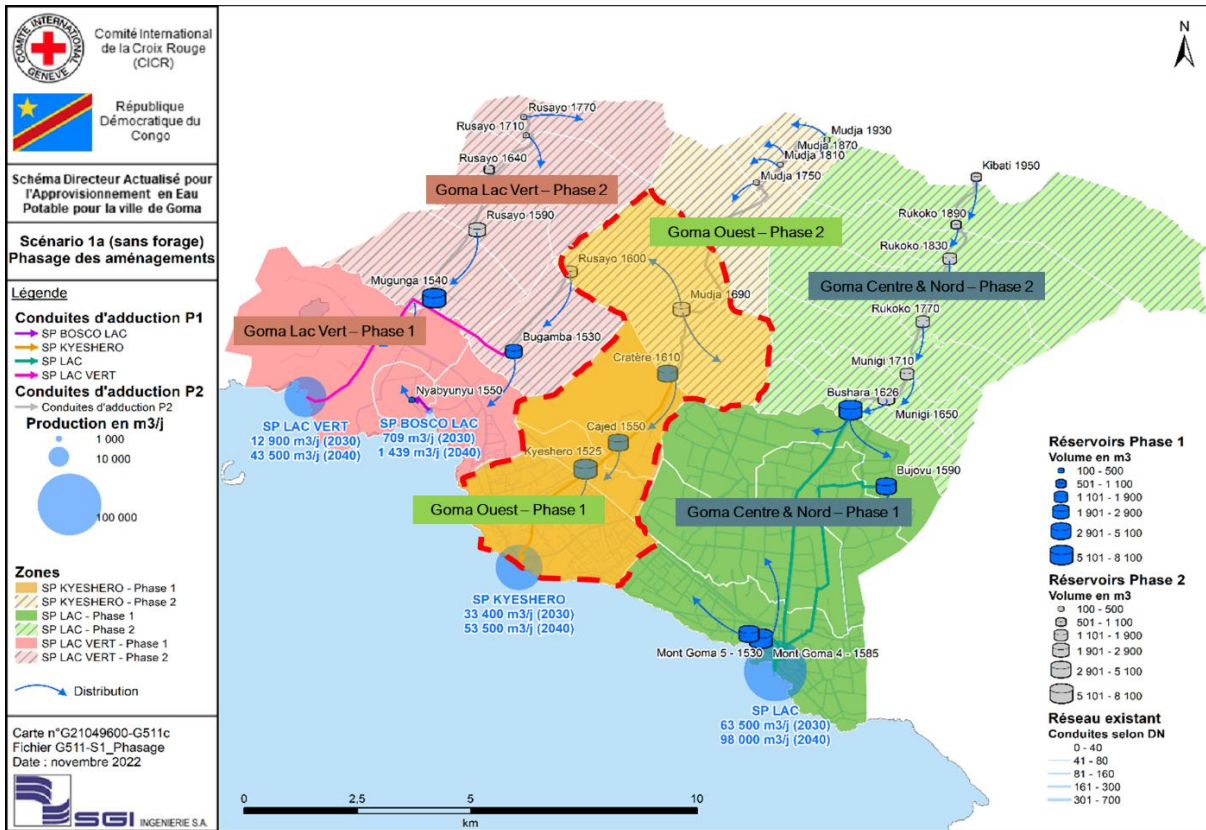 COMITE INTERNATIONAL
GENEVE
Comité International
de la Croix Rouge
(CICR)
République
Démocratique du
Congo
Schéma Directeur Actualisé pour
l'Approvisionnement en Eau
Potable pour la ville de Goma
Scénario 1a (sans forage)
Phasage des aménagements
Légende
Conduites d'adduction P1
SP BOSCO LAC
SP KYESHERO
SP LAC
SP LAC VERT
Conduites d'adduction P2
Conduites d'adduction P2
Production en m3/j
1 000
10 000
100 000
Zones
SP KYESHERO - Phase 1
SP KYESHERO - Phase 2
SP LAC - Phase 1
SP LAC - Phase 2
SP LAC VERT - Phase 1
SP LAC VERT - Phase 2
Distribution
Carte n°G21049600-G511c
Fichier G511-S1_Phasage
Date : novembre 2022
SGI INGENIERIE S.A.
N
Rusayo 1770
Rusayo 1710
Rusayo 1640
Goma Lac Vert – Phase 2
Rusayo 1590
Mugunga 1540
Goma Lac Vert – Phase 1
Rusayo 1600
Bugamba 1530
Nyabyunyu 1550
SP LAC VERT
12 900 m3/j (2030)
43 500 m3/j (2040)
SP BOSCO LAC
709 m3/j (2030)
1 439 m3/j (2040)
Mudja 1930
Mudja 1870
Mudja 1810
Mudja 1750
Goma Ouest – Phase 2
Mudja 1690
Cratère 1610
Cajed 1550
Kyeshero 1525
Goma Ouest – Phase 1
SP KYESHERO
33 400 m3/j (2030)
53 500 m3/j (2040)
Kibati 1950
Rukoko 1890
Rukoko 1830
Goma Centre & Nord – Phase 2
Rukoko 1770
Munigi 1710
Bushara 1626
Munigi 1650
Bujovu 1590
Goma Centre & Nord – Phase 1
Mont Goma 5 - 1530
Mont Goma 4 - 1585
SP LAC
63 500 m3/j (2030)
98 000 m3/j (2040)
0 2,5 5 10
km
Réservoirs Phase 1
Volume en m3
100 - 500
501 - 1 100
1 101 - 1 900
1 901 - 2 900
2 901 - 5 100
5 101 - 8 100
Réservoirs Phase 2
Volume en m3
100 - 500
501 - 1 100
1 101 - 1 900
1 901 - 2 900
2 901 - 5 100
5 101 - 8 100
Réseau existant
Conduites selon DN
0 - 40
41 - 80
81 - 160
161 - 300
301 - 700